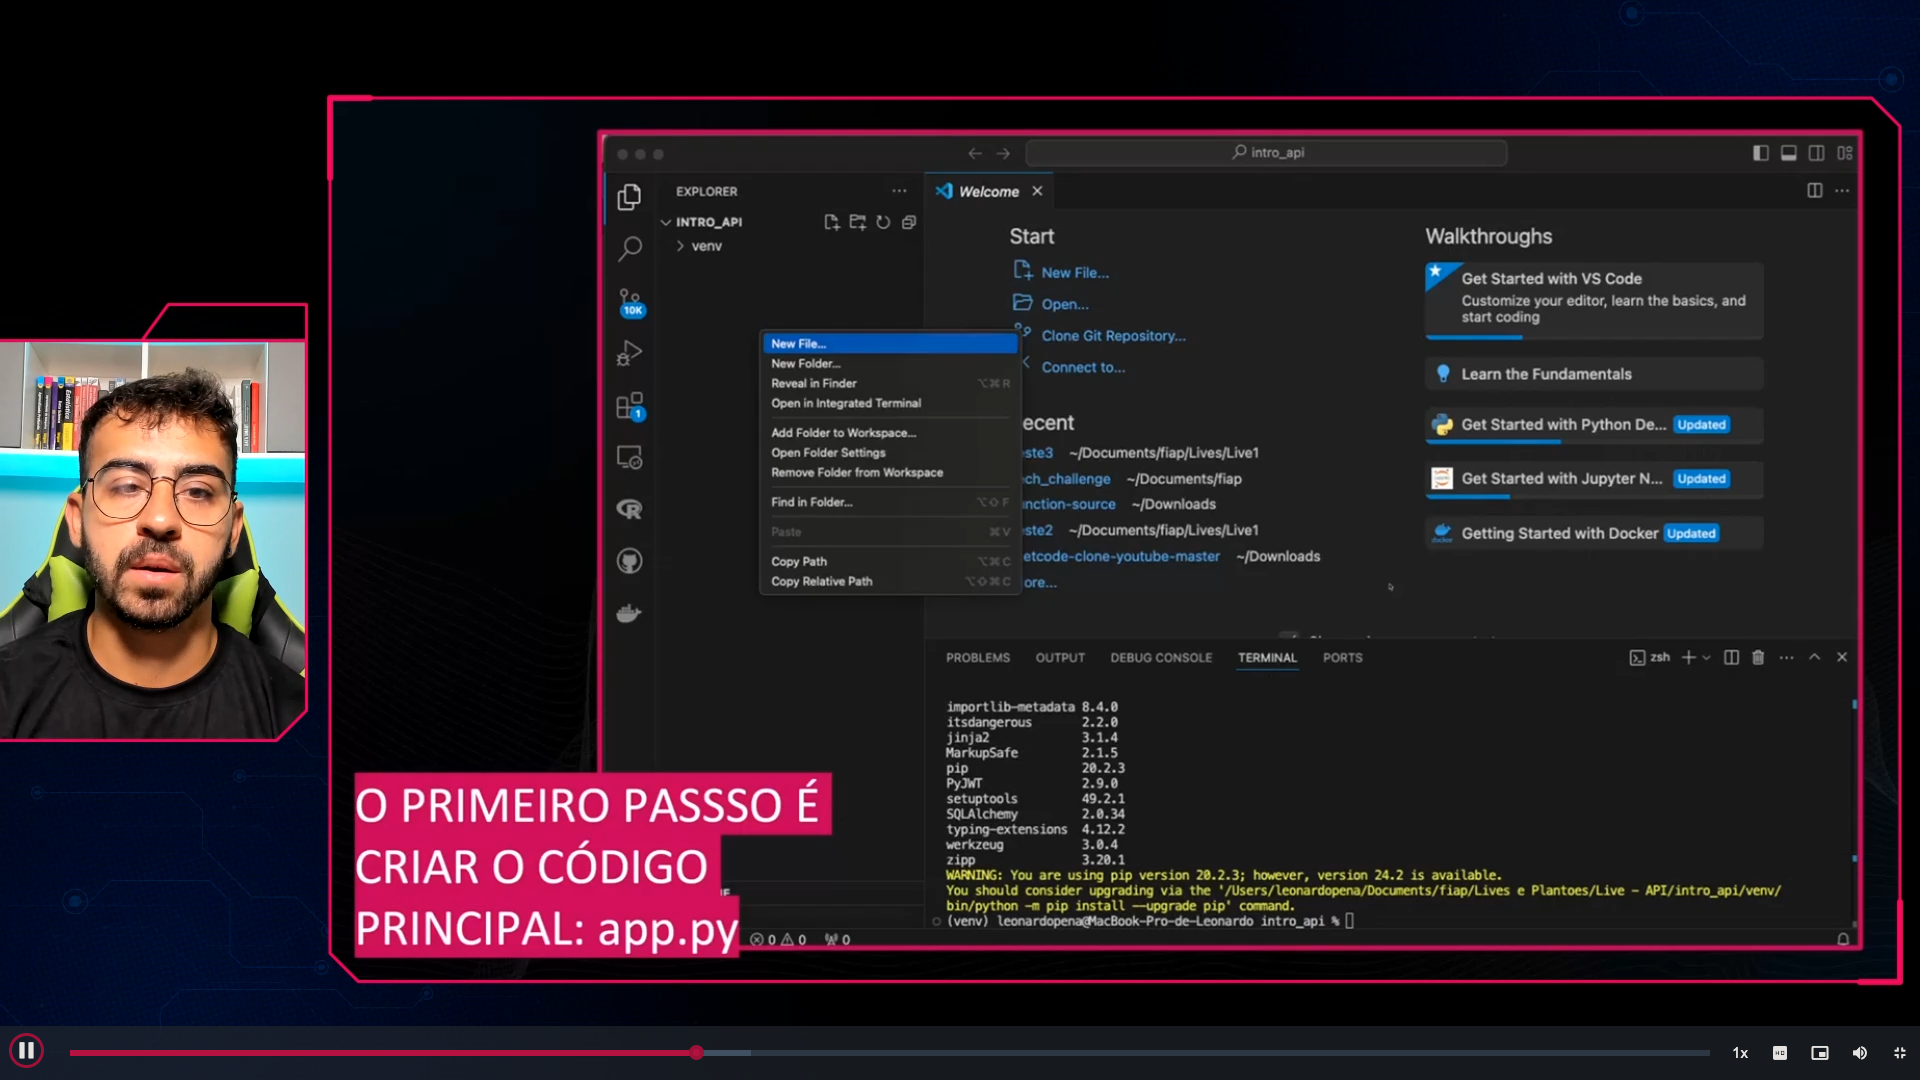 intro_api
EXPLORER
INTRO_API
venv
10K
1
Welcome
Start
New File...
Open...
Clone Git Repository...
Connect to...
ecent
este3 ~/Documents/fiap/Lives/Live1
ch_challenge ~/Documents/fiap
nction-source ~/Downloads
este2 ~/Documents/fiap/Lives/Live1
etcode-clone-youtube-master ~/Downloads
ore...
Walkthroughs
Get Started with VS Code
Customize your editor, learn the basics, and
start coding
Learn the Fundamentals
Get Started with Python De... Updated
Get Started with Jupyter N... Updated
Getting Started with Docker Updated
New File...
New Folder...
Reveal in Finder ⌥⌘R
Open in Integrated Terminal
Add Folder to Workspace...
Open Folder Settings
Remove Folder from Workspace
Find in Folder... ⌥⇧F
Paste ⌘V
Copy Path ⌥⌘C
Copy Relative Path ⌥⇧⌘C
PROBLEMS OUTPUT DEBUG CONSOLE TERMINAL PORTS
zsh
importlib-metadata 8.4.0
itsdangerous 2.2.0
jinja2 3.1.4
MarkupSafe 2.1.5
pip 20.2.3
PyJWT 2.9.0
setuptools 49.2.1
SQLAlchemy 2.0.34
typing-extensions 4.12.2
werkzeug 3.0.4
zipp 3.20.1
WARNING: You are using pip version 20.2.3; however, version 24.2 is available.
You should consider upgrading via the '/Users/leonardopena/Documents/fiap/Lives e Plantoes/Live - API/intro_api/venv/
bin/python -m pip install --upgrade pip' command.
(venv) leonardopena@MacBook-Pro-de-Leonardo intro_api %
0 0 0
O PRIMEIRO PASSSO É
CRIAR O CÓDIGO
PRINCIPAL: app.py
1x